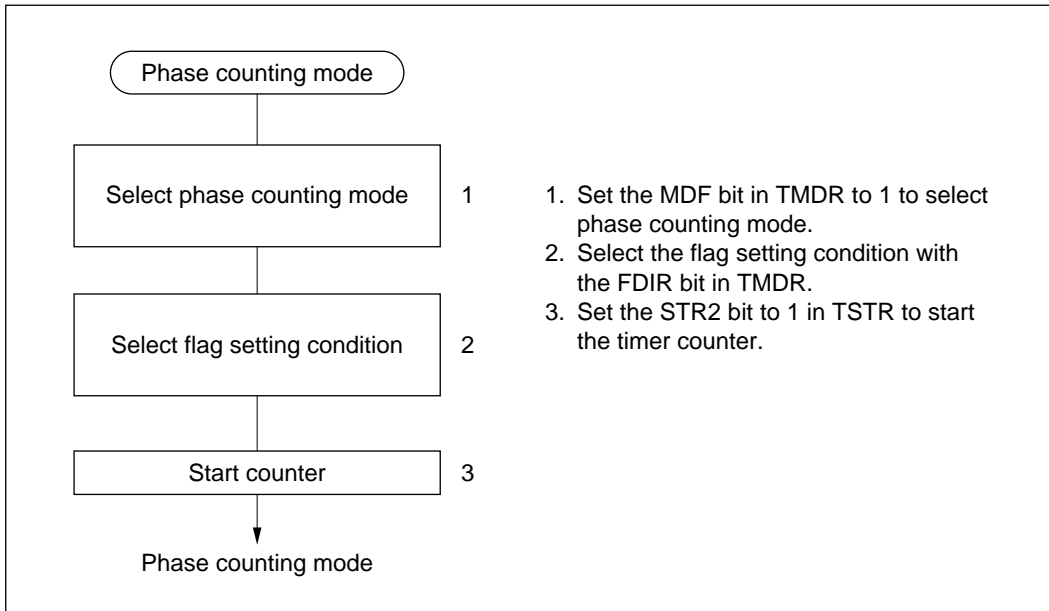 Phase counting mode
Select phase counting mode 1
Select flag setting condition 2
Start counter 3
Phase counting mode
1. Set the MDF bit in TMDR to 1 to select
phase counting mode.
2. Select the flag setting condition with
the FDIR bit in TMDR.
3. Set the STR2 bit to 1 in TSTR to start
the timer counter.